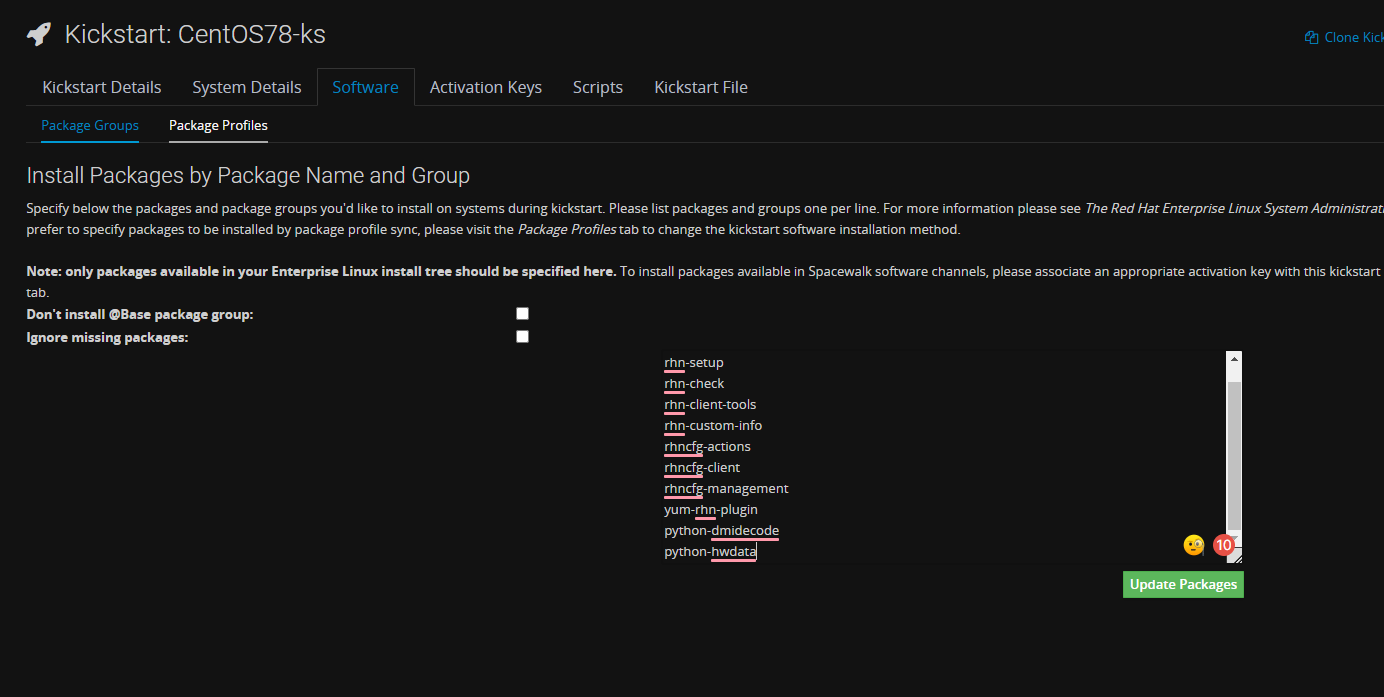 Kickstart: CentOS78-ks
Clone Kick
Kickstart Details System Details Software Activation Keys Scripts Kickstart File
Package Groups Package Profiles
Install Packages by Package Name and Group
Specify below the packages and package groups you'd like to install on systems during kickstart. Please list packages and groups one per line. For more information please see The Red Hat Enterprise Linux System Administrati
prefer to specify packages to be installed by package profile sync, please visit the Package Profiles tab to change the kickstart software installation method.
Note: only packages available in your Enterprise Linux install tree should be specified here. To install packages available in Spacewalk software channels, please associate an appropriate activation key with this kickstart
tab.
Don't install @Base package group:
Ignore missing packages:
rhn-setup
rhn-check
rhn-client-tools
rhn-custom-info
rhncfg-actions
rhncfg-client
rhncfg-management
yum-rhn-plugin
python-dmidecode
python-hwdata
10
Update Packages